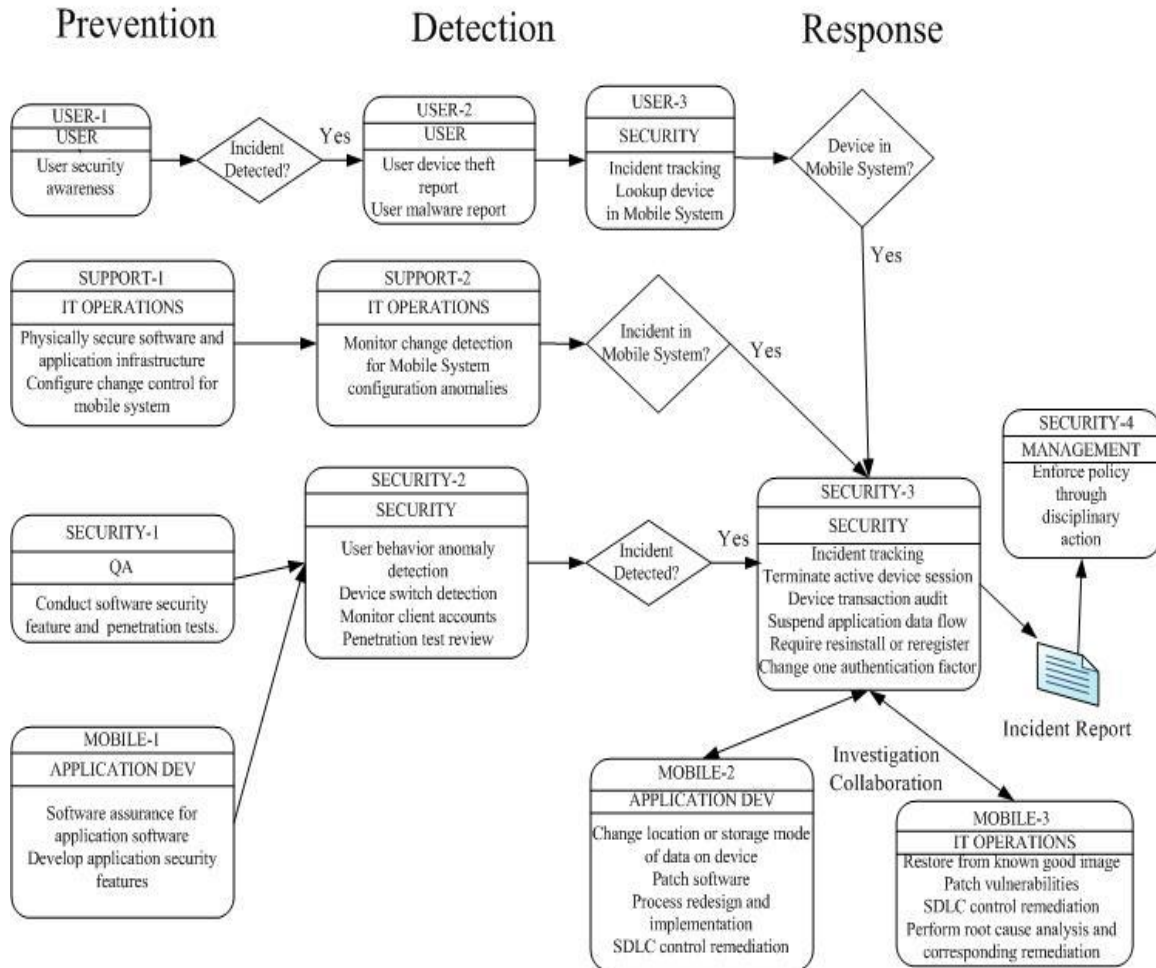 Prevention
Detection
Response
USER-1
USER
User security
awareness
Incident
Detected?
Yes
USER-2
USER
User device theft
report
User malware report
USER-3
SECURITY
Incident tracking
Lookup device
in Mobile System
Device in
Mobile System?
Yes
SUPPORT-1
IT OPERATIONS
Physically secure software and
application infrastructure
Configure change control for
mobile system
SUPPORT-2
IT OPERATIONS
Monitor change detection
for Mobile System
configuration anomalies
Incident in
Mobile System?
Yes
SECURITY-1
QA
Conduct software security
feature and penetration tests.
SECURITY-2
SECURITY
User behavior anomaly
detection
Device switch detection
Monitor client accounts
Penetration test review
Incident
Detected?
Yes
SECURITY-3
SECURITY
Incident tracking
Terminate active device session
Device transaction audit
Suspend application data flow
Require resinstall or reregister
Change one authentication factor
SECURITY-4
MANAGEMENT
Enforce policy
through
disciplinary
action
Incident Report
MOBILE-1
APPLICATION DEV
Software assurance for
application software
Develop application security
features
MOBILE-2
APPLICATION DEV
Change location or storage mode
of data on device
Patch software
Process redesign and
implementation
SDLC control remediation
Investigation
Collaboration
MOBILE-3
IT OPERATIONS
Restore from known good image
Patch vulnerabilities
SDLC control remediation
Perform root cause analysis and
corresponding remediation